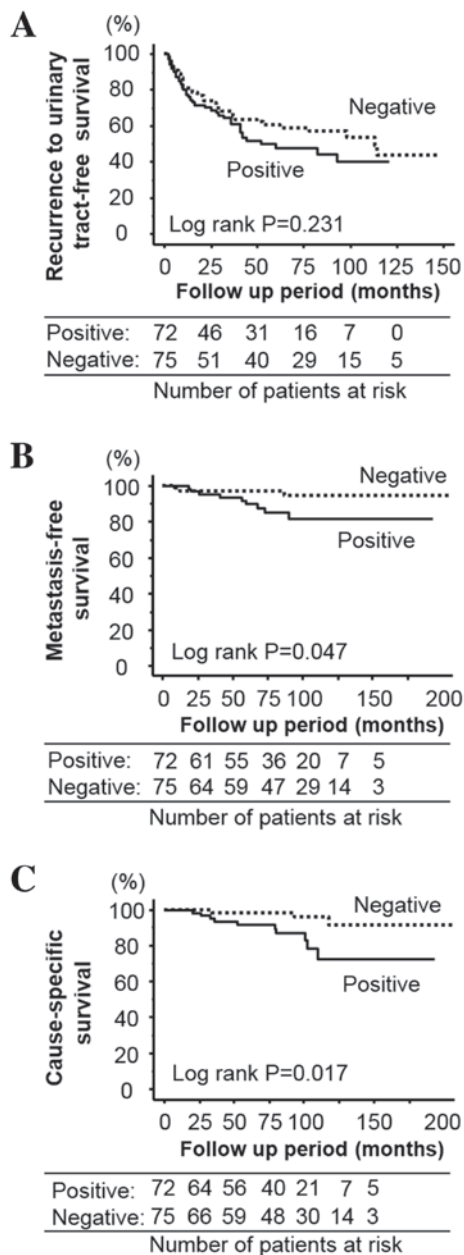 A
(%)
Recurrence to urinary
tract-free survival
100
80
60
40
20
0
Negative
Positive
Log rank P=0.231
0 25 50 75 100 125 150
Follow up period (months)
Positive: 72 46 31 16 7 0
Negative: 75 51 40 29 15 5
Number of patients at risk
B
(%)
Metastasis-free
survival
100
80
60
40
20
0
Negative
Positive
Log rank P=0.047
0 25 50 75 100 150 200
Follow up period (months)
Positive: 72 61 55 36 20 7 5
Negative: 75 64 59 47 29 14 3
Number of patients at risk
C
(%)
Cause-specific
survival
100
80
60
40
20
0
Negative
Positive
Log rank P=0.017
0 25 50 75 100 150 200
Follow up period (months)
Positive: 72 64 56 40 21 7 5
Negative: 75 66 59 48 30 14 3
Number of patients at risk